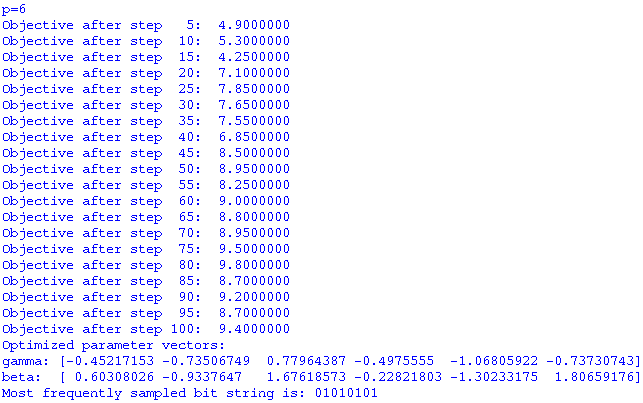 p=6
Objective after step   5:  4.9000000
Objective after step  10:  5.3000000
Objective after step  15:  4.2500000
Objective after step  20:  7.1000000
Objective after step  25:  7.8500000
Objective after step  30:  7.6500000
Objective after step  35:  7.5500000
Objective after step  40:  6.8500000
Objective after step  45:  8.5000000
Objective after step  50:  8.9500000
Objective after step  55:  8.2500000
Objective after step  60:  9.0000000
Objective after step  65:  8.8000000
Objective after step  70:  8.9500000
Objective after step  75:  9.5000000
Objective after step  80:  9.8000000
Objective after step  85:  8.7000000
Objective after step  90:  9.2000000
Objective after step  95:  8.7000000
Objective after step 100:  9.4000000
Optimized parameter vectors:
gamma: [-0.45217153 -0.73506749  0.77964387 -0.4975555  -1.06805922 -0.73730743]
beta:  [ 0.60308026 -0.9337647   1.67618573 -0.22821803 -1.30233175  1.80659176]
Most frequently sampled bit string is: 01010101